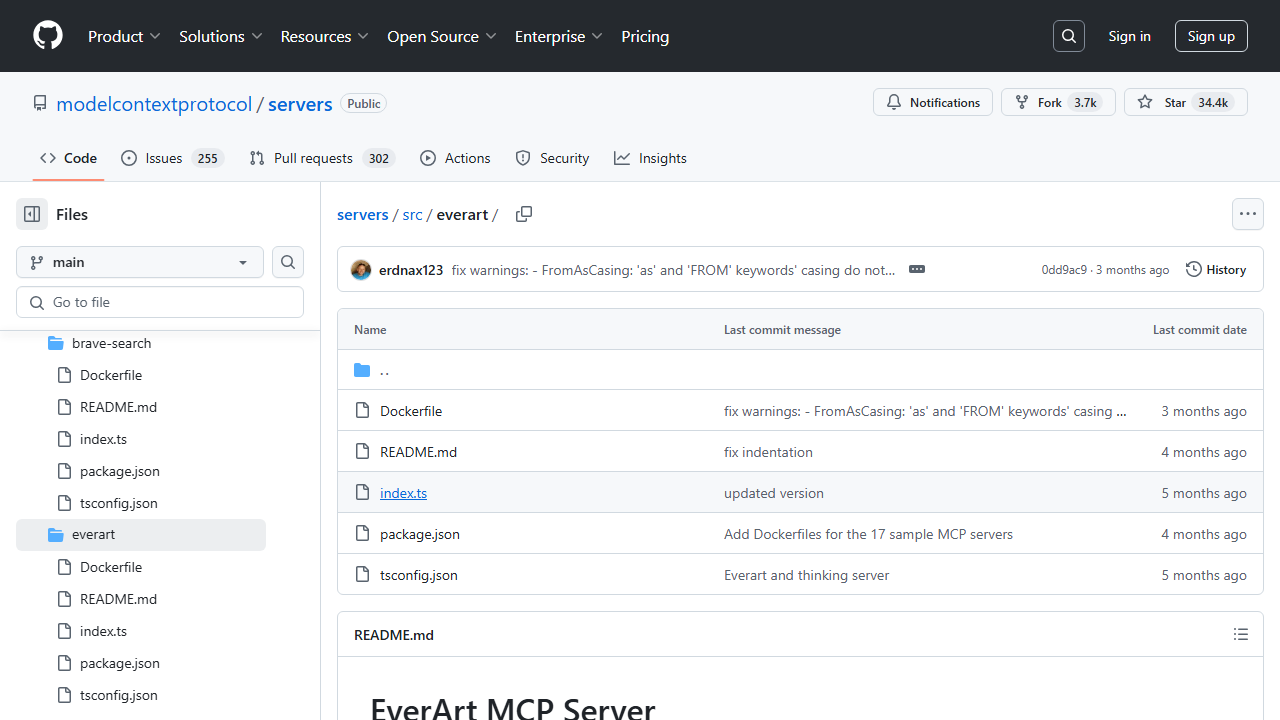 Product Solutions Resources Open Source Enterprise Pricing Sign in Sign up
modelcontextprotocol / servers Public Notifications Fork 3.7k Star 34.4k
Code Issues 255 Pull requests 302 Actions Security Insights
Files
main
Go to file
brave-search
Dockerfile
README.md
index.ts
package.json
tsconfig.json
everart
Dockerfile
README.md
index.ts
package.json
tsconfig.json
servers / src / everart /
erdnax123 fix warnings: - FromAsCasing: 'as' and 'FROM' keywords' casing do not... 0dd9ac9 · 3 months ago History
Name Last commit message Last commit date
..
Dockerfile fix warnings: - FromAsCasing: 'as' and 'FROM' keywords' casing ... 3 months ago
README.md fix indentation 4 months ago
index.ts updated version 5 months ago
package.json Add Dockerfiles for the 17 sample MCP servers 4 months ago
tsconfig.json Everart and thinking server 5 months ago
README.md
EverArt MCP Server